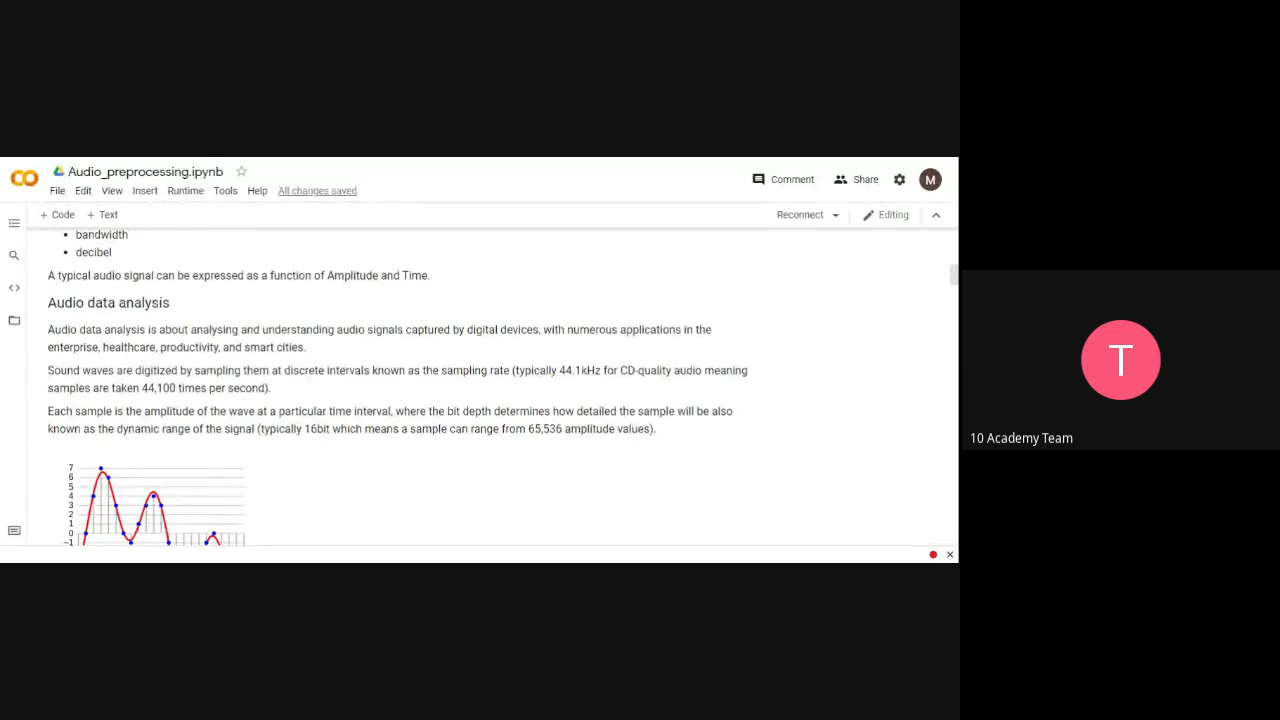 Audio_preprocessing.ipynb
File Edit View Insert Runtime Tools Help All changes saved
Comment Share M
+ Code + Text
Reconnect Editing
bandwidth
decibel
A typical audio signal can be expressed as a function of Amplitude and Time.
Audio data analysis
Audio data analysis is about analysing and understanding audio signals captured by digital devices, with numerous applications in the
enterprise, healthcare, productivity, and smart cities.
Sound waves are digitized by sampling them at discrete intervals known as the sampling rate (typically 44.1kHz for CD-quality audio meaning
samples are taken 44,100 times per second).
Each sample is the amplitude of the wave at a particular time interval, where the bit depth determines how detailed the sample will be also
known as the dynamic range of the signal (typically 16bit which means a sample can range from 65,536 amplitude values).
7
6
5
4
3
2
1
0
-1
T
10 Academy Team